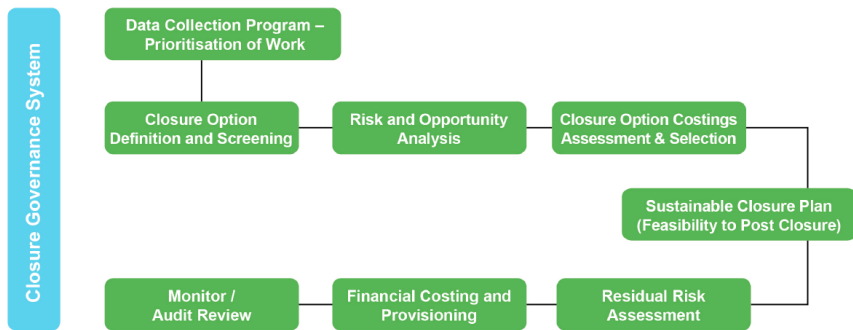 Closure Governance System
Data Collection Program –
Prioritisation of Work
Closure Option
Definition and Screening
Risk and Opportunity
Analysis
Closure Option Costings
Assessment & Selection
Sustainable Closure Plan
(Feasibility to Post Closure)
Residual Risk
Assessment
Financial Costing and
Provisioning
Monitor /
Audit Review